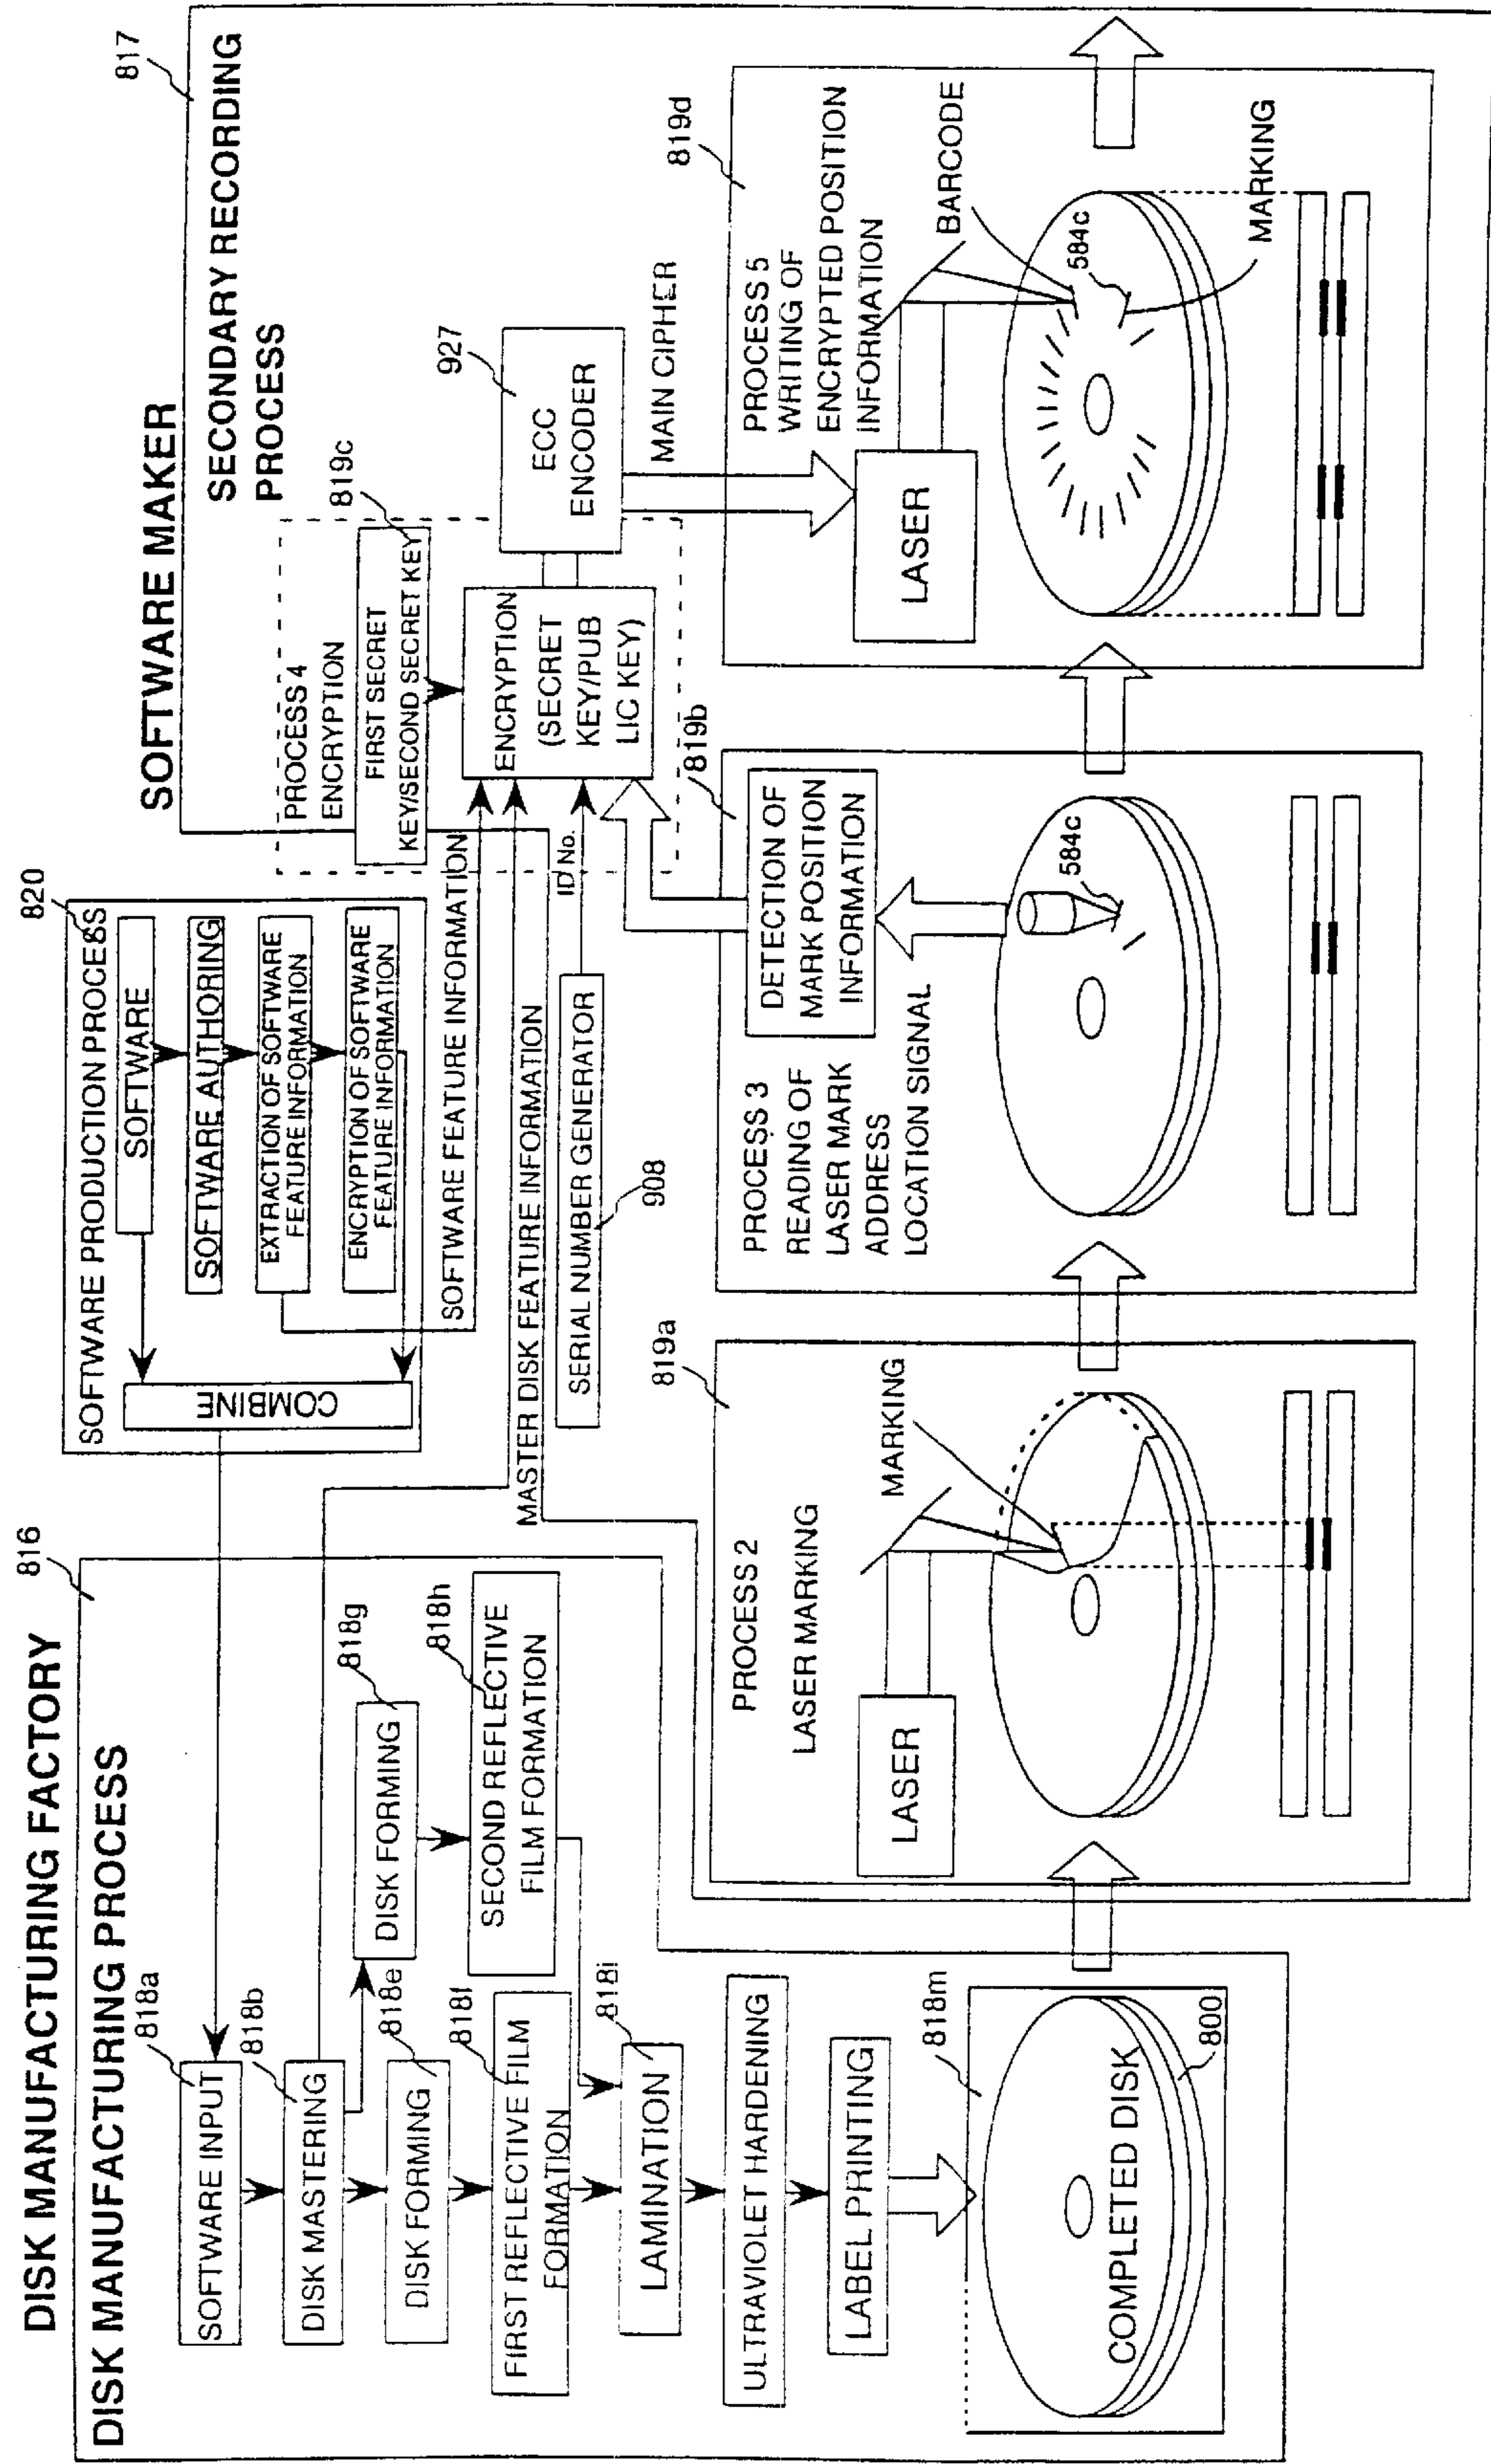 DISK MANUFACTURING FACTORY
816
DISK MANUFACTURING PROCESS
818a
SOFTWARE INPUT
818b
DISK MASTERING
818g
DISK FORMING
818e
DISK FORMING
818h
SECOND REFLECTIVE
FILM FORMATION
818f
FIRST REFLECTIVE FILM
FORMATION
818i
LAMINATION
ULTRAVIOLET HARDENING
LABEL PRINTING
818m
COMPLETED DISK
800
820
SOFTWARE PRODUCTION PROCESS
SOFTWARE
SOFTWARE AUTHORING
EXTRACTION OF SOFTWARE
FEATURE INFORMATION
ENCRYPTION OF SOFTWARE
FEATURE INFORMATION
COMBINE
SOFTWARE FEATURE INFORMATION
MASTER DISK FEATURE INFORMATION
ID No.
SERIAL NUMBER GENERATOR
908
SOFTWARE MAKER
817
SECONDARY RECORDING
PROCESS
PROCESS 4
ENCRYPTION
819c
FIRST SECRET
KEY/SECOND SECRET KEY
ENCRYPTION
(SECRET
KEY/PUB
LIC KEY)
927
ECC
ENCODER
MAIN CIPHER
819a
PROCESS 2
LASER MARKING
LASER
MARKING
819b
PROCESS 3
READING OF
LASER MARK
ADDRESS
LOCATION SIGNAL
DETECTION OF
MARK POSITION
INFORMATION
584c
819d
PROCESS 5
WRITING OF
ENCRYPTED POSITION
INFORMATION
LASER
BARCODE
584c
MARKING